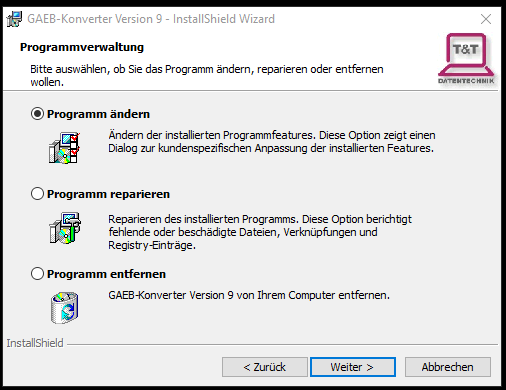 GAEB-Konverter Version 9 - InstallShield Wizard
Programmverwaltung
Bitte auswählen, ob Sie das Programm ändern, reparieren oder entfernen
wollen.
T&T
DATENTECHNIK
Programm ändern
Ändern der installierten Programmfeatures. Diese Option zeigt einen
Dialog zur kundenspezifischen Anpassung der installierten Features.
Programm reparieren
Reparieren des installierten Programms. Diese Option berichtigt
fehlende oder beschädigte Dateien, Verknüpfungen und
Registry-Einträge.
Programm entfernen
GAEB-Konverter Version 9 von Ihrem Computer entfernen.
InstallShield
< Zurück
Weiter >
Abbrechen